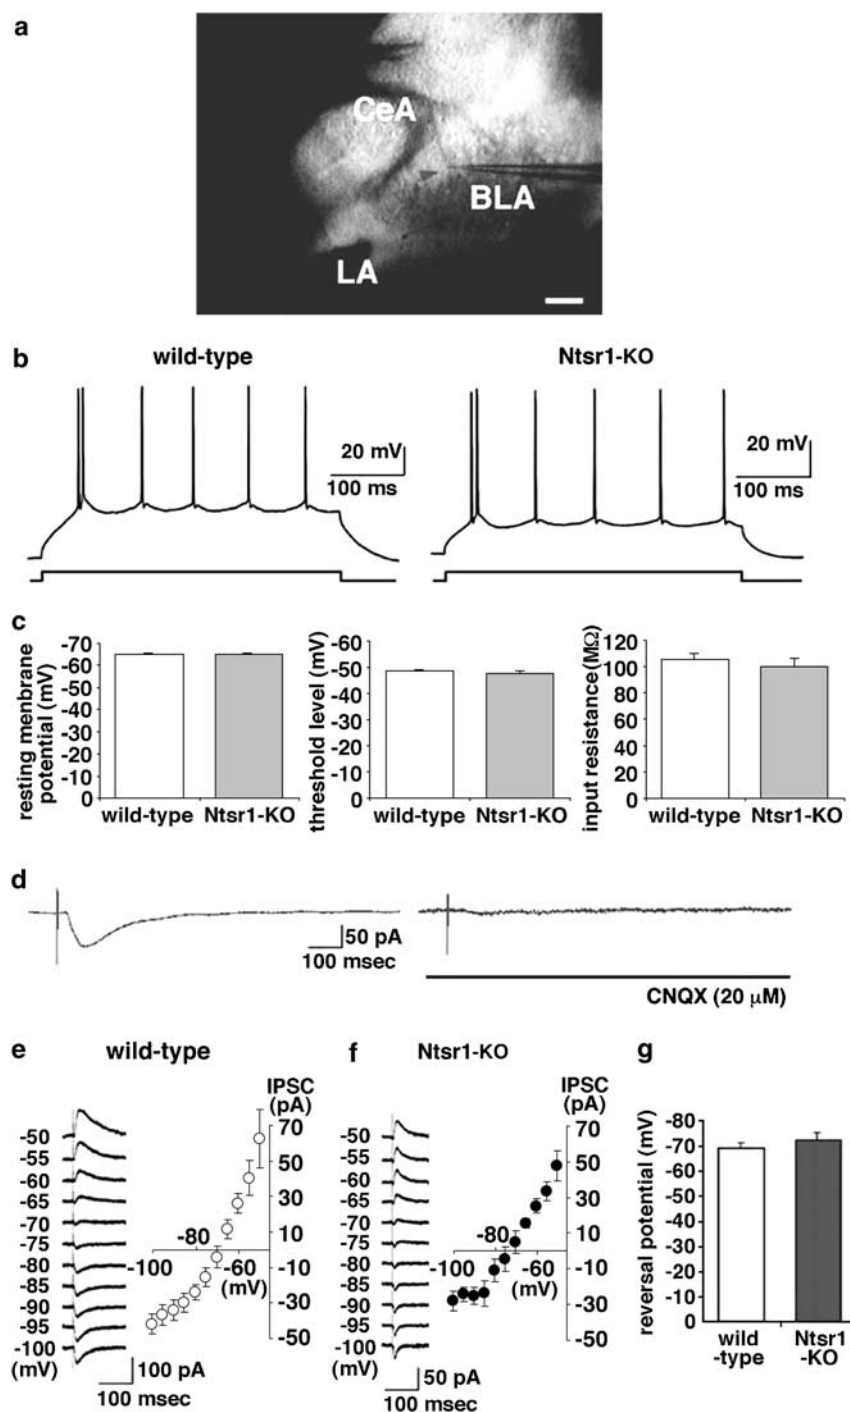 a
CeA
BLA
LA
b
wild-type
Ntsr1-KO
20 mV
100 ms
20 mV
100 ms
c
resting menbrane
potential (mV)
-70
-60
-50
-40
-30
-20
-10
0
wild-type Ntsr1-KO
threshold level (mV)
-60
-50
-40
-30
-20
-10
0
wild-type Ntsr1-KO
input resistance(MΩ)
120
100
80
60
40
20
0
wild-type Ntsr1-KO
d
50 pA
100 msec
CNQX (20 μM)
e wild-type
-50
-55
-60
-65
-70
-75
-80
-85
-90
-95
-100
(mV)
100 pA
100 msec
IPSC
(pA)
70
50
30
10
-10
-30
-50
-80
-100
-60
(mV)
f Ntsr1-KO
-50
-55
-60
-65
-70
-75
-80
-85
-90
-95
-100
(mV)
50 pA
100 msec
IPSC
(pA)
70
50
30
10
-10
-30
-50
-80
-100
-60
(mV)
g
reversal potential (mV)
-80
-70
-60
-50
-40
-30
-20
-10
0
wild
-type
Ntsr1
-KO